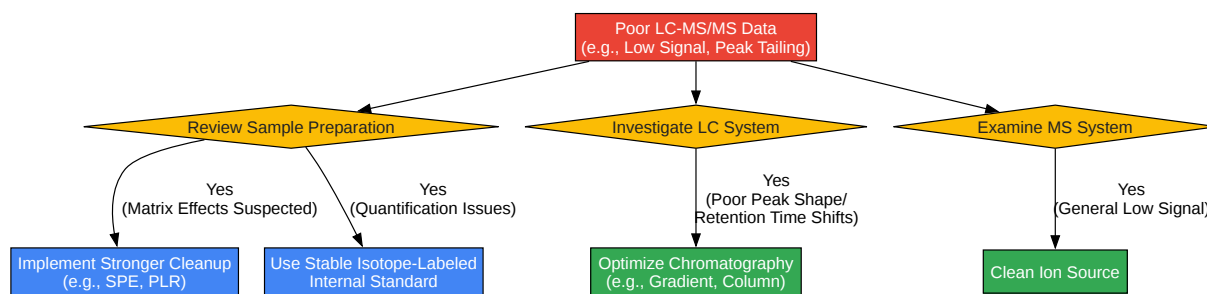 Poor LC-MS/MS Data
(e.g., Low Signal, Peak Tailing)
Review Sample Preparation
Investigate LC System
Examine MS System
Yes
(Matrix Effects Suspected)
Yes
(Quantification Issues)
Yes
(Poor Peak Shape/
Retention Time Shifts)
Yes
(General Low Signal)
Implement Stronger Cleanup
(e.g., SPE, PLR)
Use Stable Isotope-Labeled
Internal Standard
Optimize Chromatography
(e.g., Gradient, Column)
Clean Ion Source